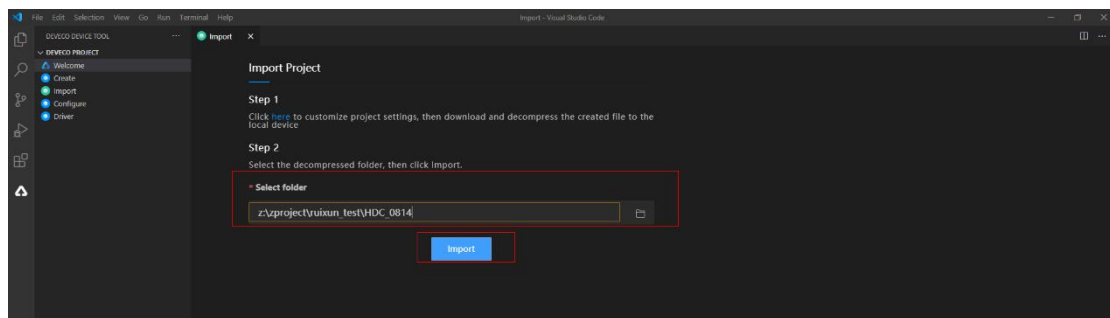 File Edit Selection View Go Run Terminal Help
Import - Visual Studio Code
DEVECO DEVICE TOOL ...
Import ×
DEVECO PROJECT
Welcome
Create
Import
Configure
Driver
Import Project
Step 1
Click here to customize project settings, then download and decompress the created file to the
local device
Step 2
Select the decompressed folder, then click Import.
* Select folder
z:\zproject\ruixun_test\HDC_0814
Import